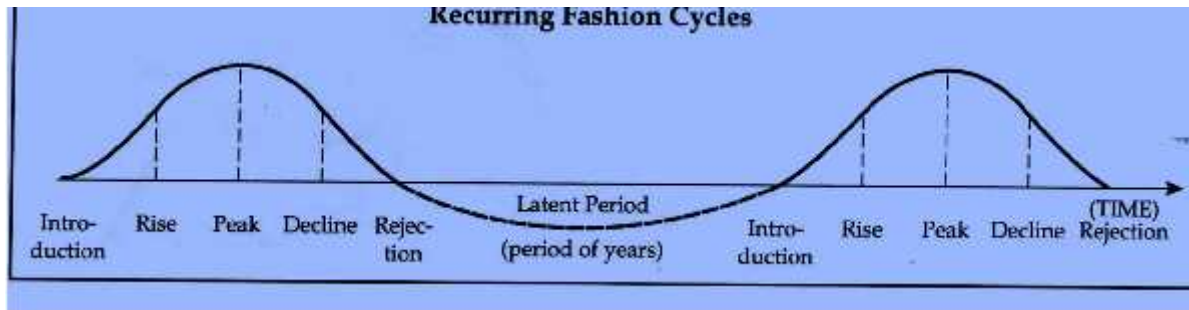 Recurring Fashion Cycles
Latent Period
(TIME)
Intro-
duction
Rise
Peak
Decline
Rejec-
tion
(period of years)
Intro-
duction
Rise
Peak
Decline
Rejection